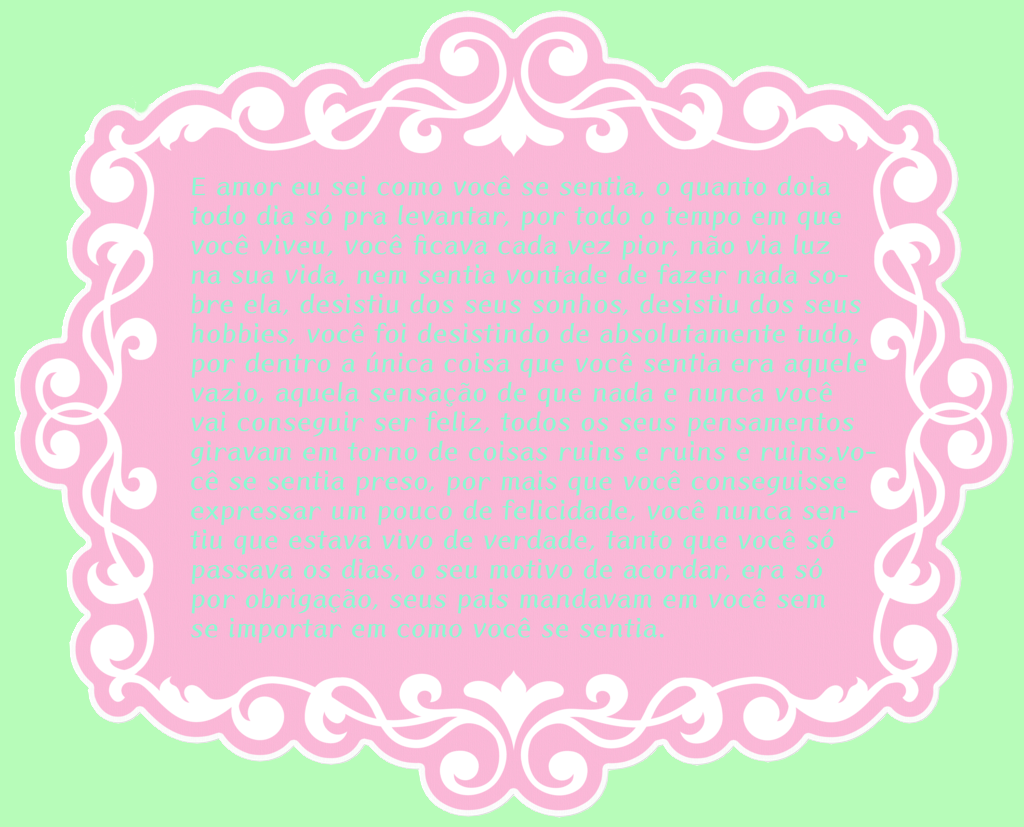 E amor eu sei como você se sentia, o quanto doia
todo dia só pra levantar, por todo o tempo em que
você viveu, você ficava cada vez pior, não via luz
na sua vida, nem sentia vontade de fazer nada so-
bre ela, desistiu dos seus sonhos, desistiu dos seus
hobbies, você foi desistindo de absolutamente tudo,
por dentro a única coisa que você sentia era aquele
vazio, aquela sensação de que nada e nunca você
vai conseguir ser feliz, todos os seus pensamentos
giravam em torno de coisas ruins e ruins e ruins,vo-
cê se sentia preso, por mais que você conseguisse
expressar um pouco de felicidade, você nunca sen-
tiu que estava vivo de verdade, tanto que você só
passava os dias, o seu motivo de acordar, era só
por obrigação, seus pais mandavam em você sem
se importar em como você se sentia.